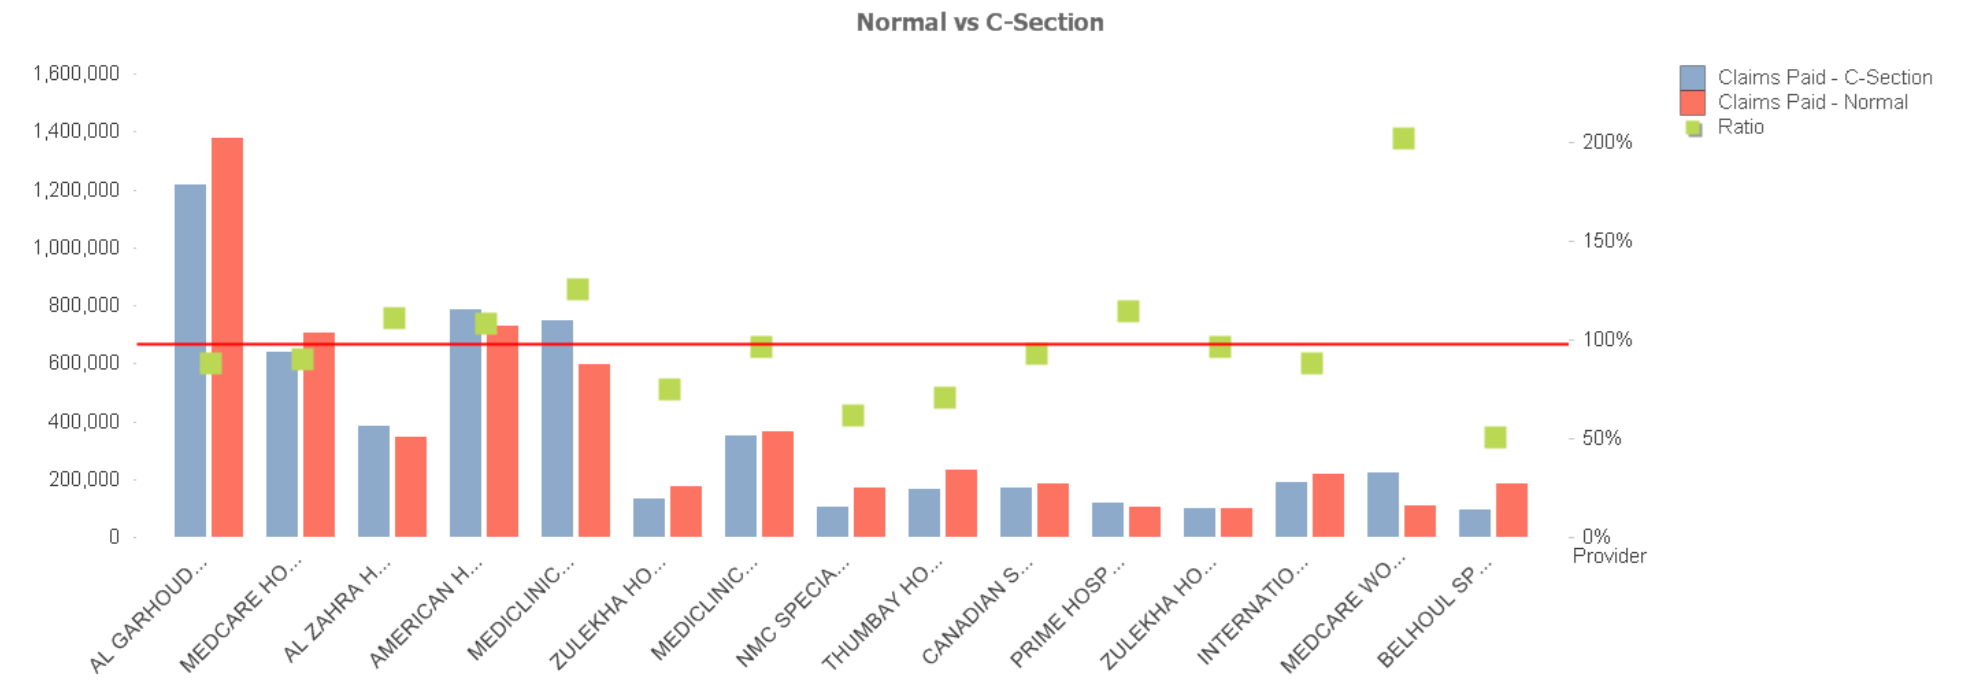 Normal vs C-Section
1,600,000
1,400,000
1,200,000
1,000,000
800,000
600,000
400,000
200,000
0
200%
150%
100%
50%
0%
Provider
Claims Paid - C-Section
Claims Paid - Normal
Ratio
AL GARHOUD...
MEDCARE HO...
AL ZAHRA H...
AMERICAN H...
MEDICLINIC...
ZULEKHA HO...
MEDICLINIC...
NMC SPECIA...
THUMBAY HO...
CANADIAN S...
PRIME HOSP...
ZULEKHA HO...
INTERNATIO...
MEDCARE WO...
BELHOUL SP...